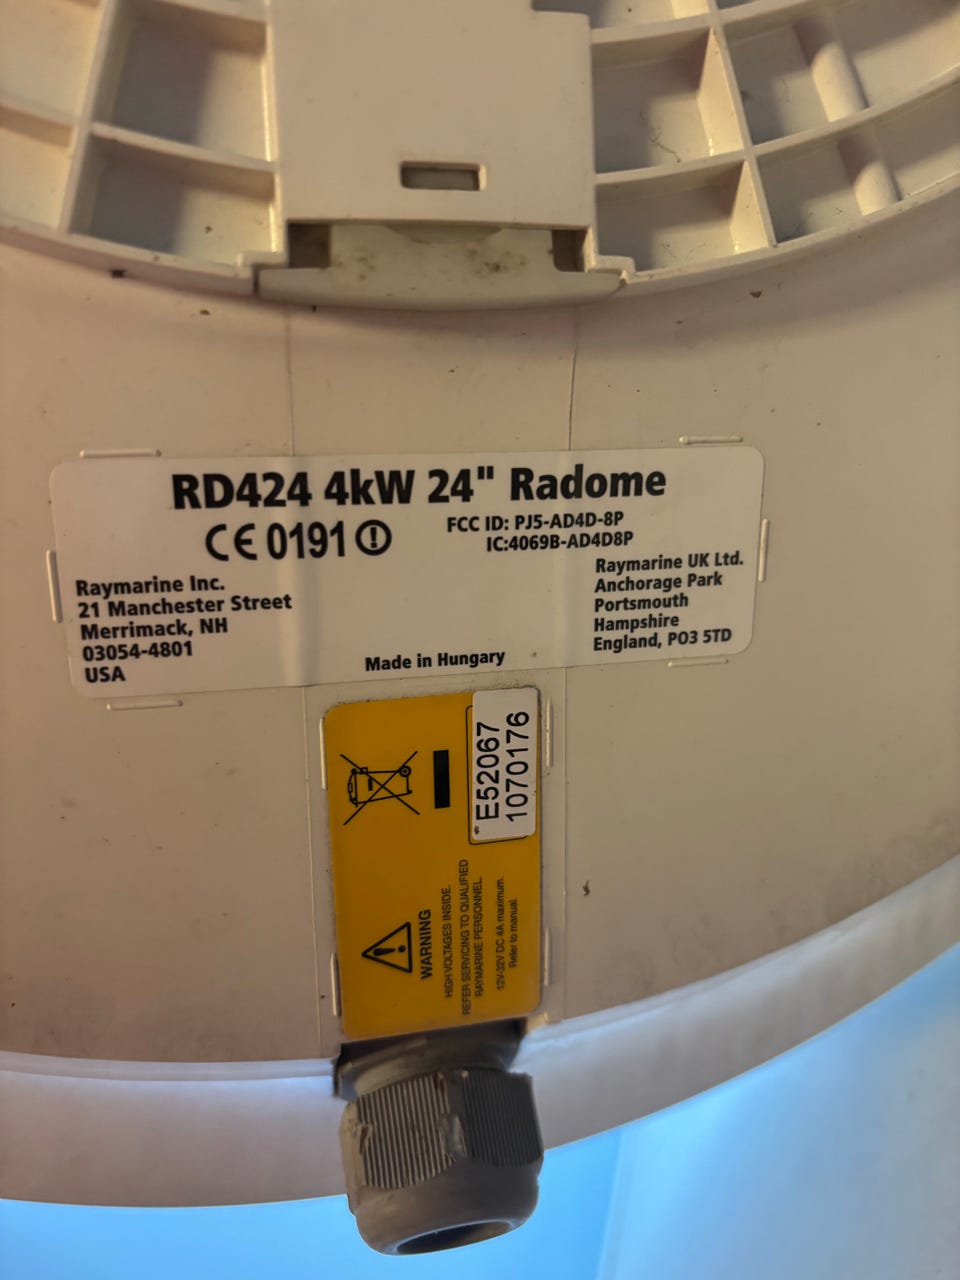 RD424 4kW 24" Radome
CE 0191
FCC ID: PJ5-AD4D-8P
IC:4069B-AD4D8P
Raymarine Inc.
21 Manchester Street
Merrimack, NH
03054-4801
USA
Raymarine UK Ltd.
Anchorage Park
Portsmouth
Hampshire
England, PO3 5TD
Made in Hungary
E52067
1070176
WARNING
HIGH VOLTAGES INSIDE.
REFER SERVICING TO QUALIFIED
RAYMARINE PERSONNEL.
12V-32V DC 4A maximum.
Refer to manual.